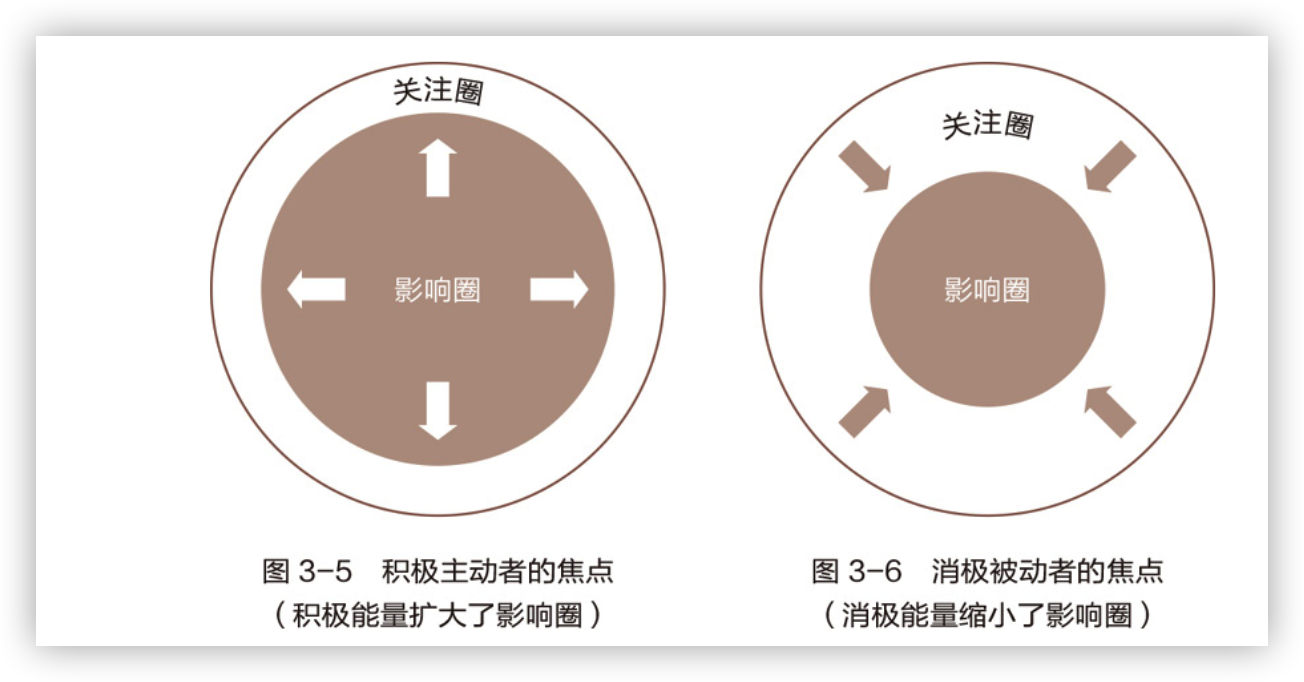 关注圈
影响圈
图 3-5 积极主动者的焦点
（积极能量扩大了影响圈）
关注圈
影响圈
图 3-6 消极被动者的焦点
（消极能量缩小了影响圈）